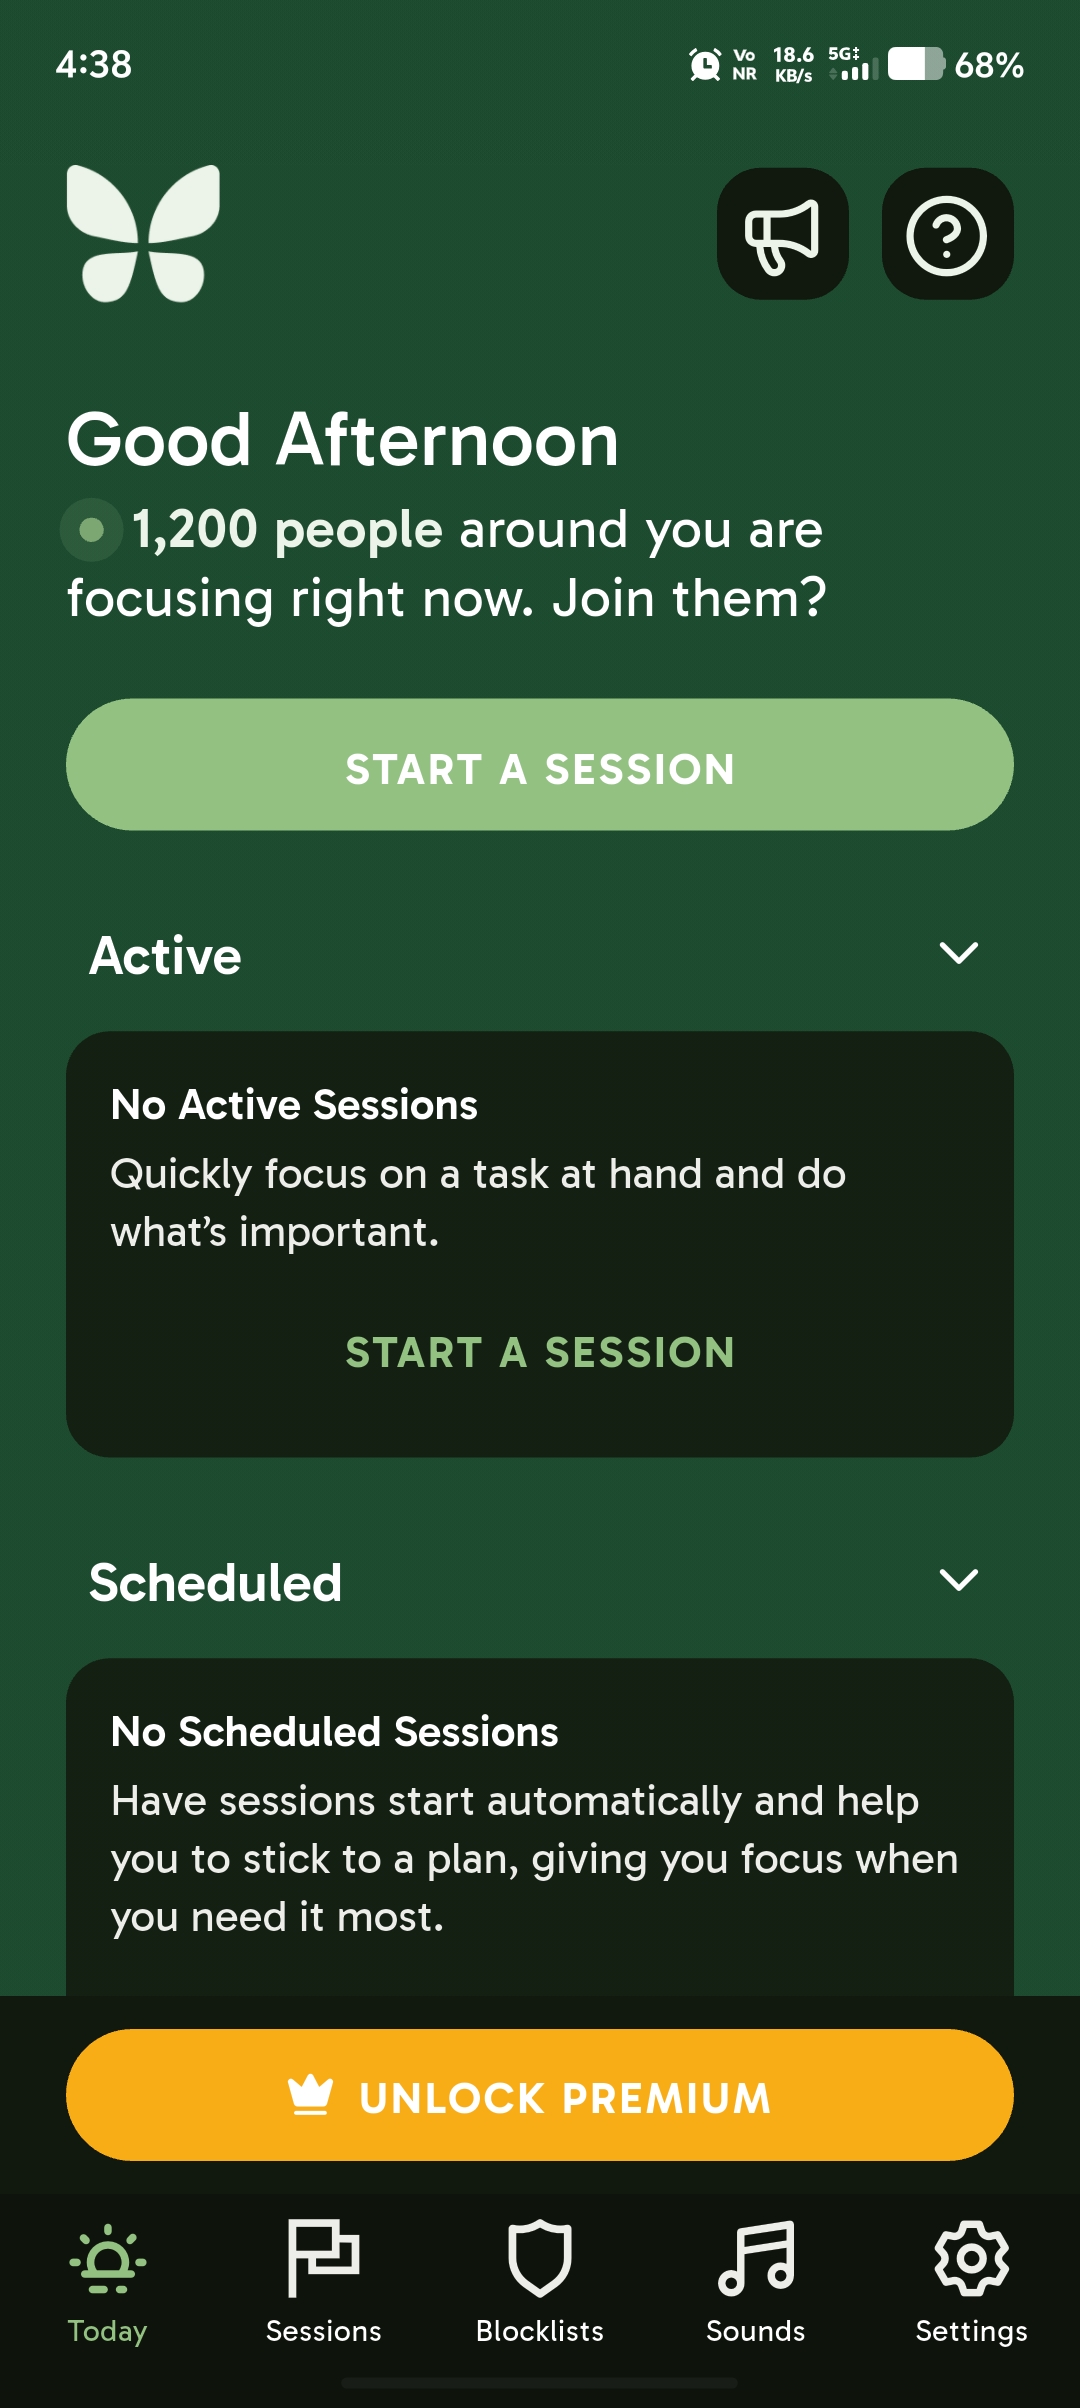 4:38
Vo NR 18.6 KB/s 5G 68%
Good Afternoon
1,200 people around you are
focusing right now. Join them?
START A SESSION
Active
No Active Sessions
Quickly focus on a task at hand and do
what’s important.
START A SESSION
Scheduled
No Scheduled Sessions
Have sessions start automatically and help
you to stick to a plan, giving you focus when
you need it most.
UNLOCK PREMIUM
Today Sessions Blocklists Sounds Settings